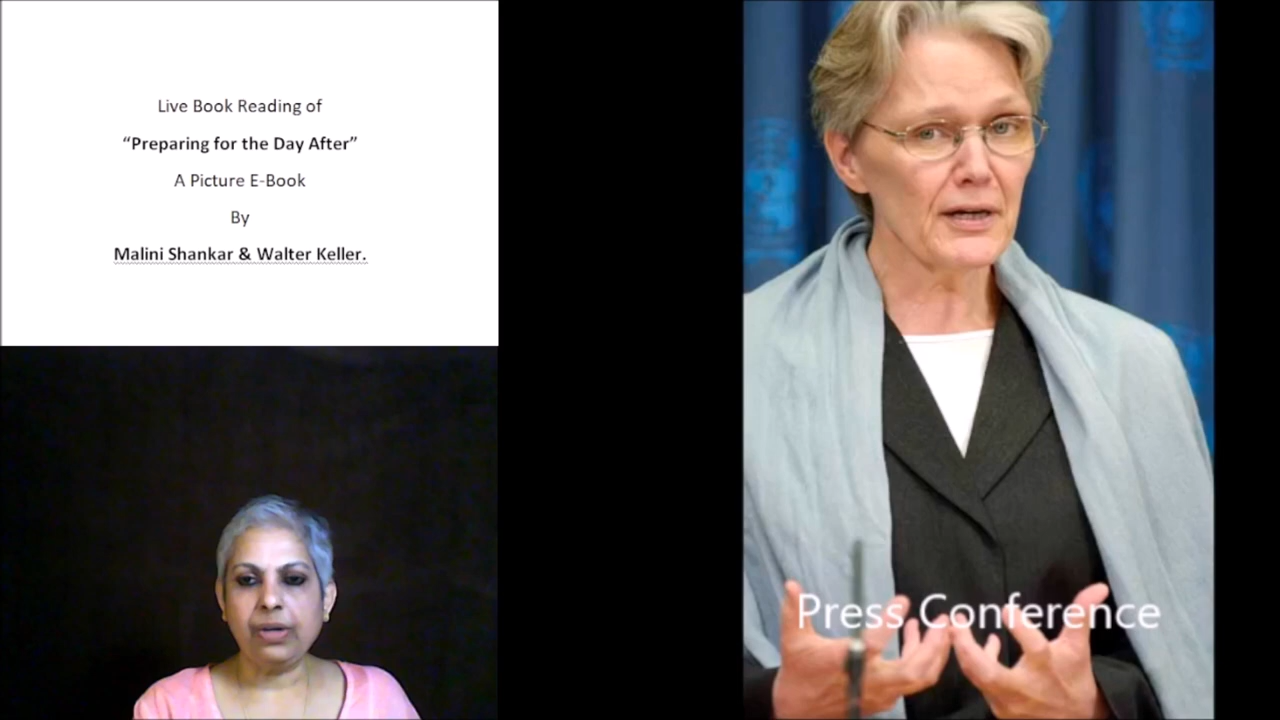 Live Book Reading of
“Preparing for the Day After”
A Picture E-Book
By
Malini Shankar & Walter Keller.
Press Conference